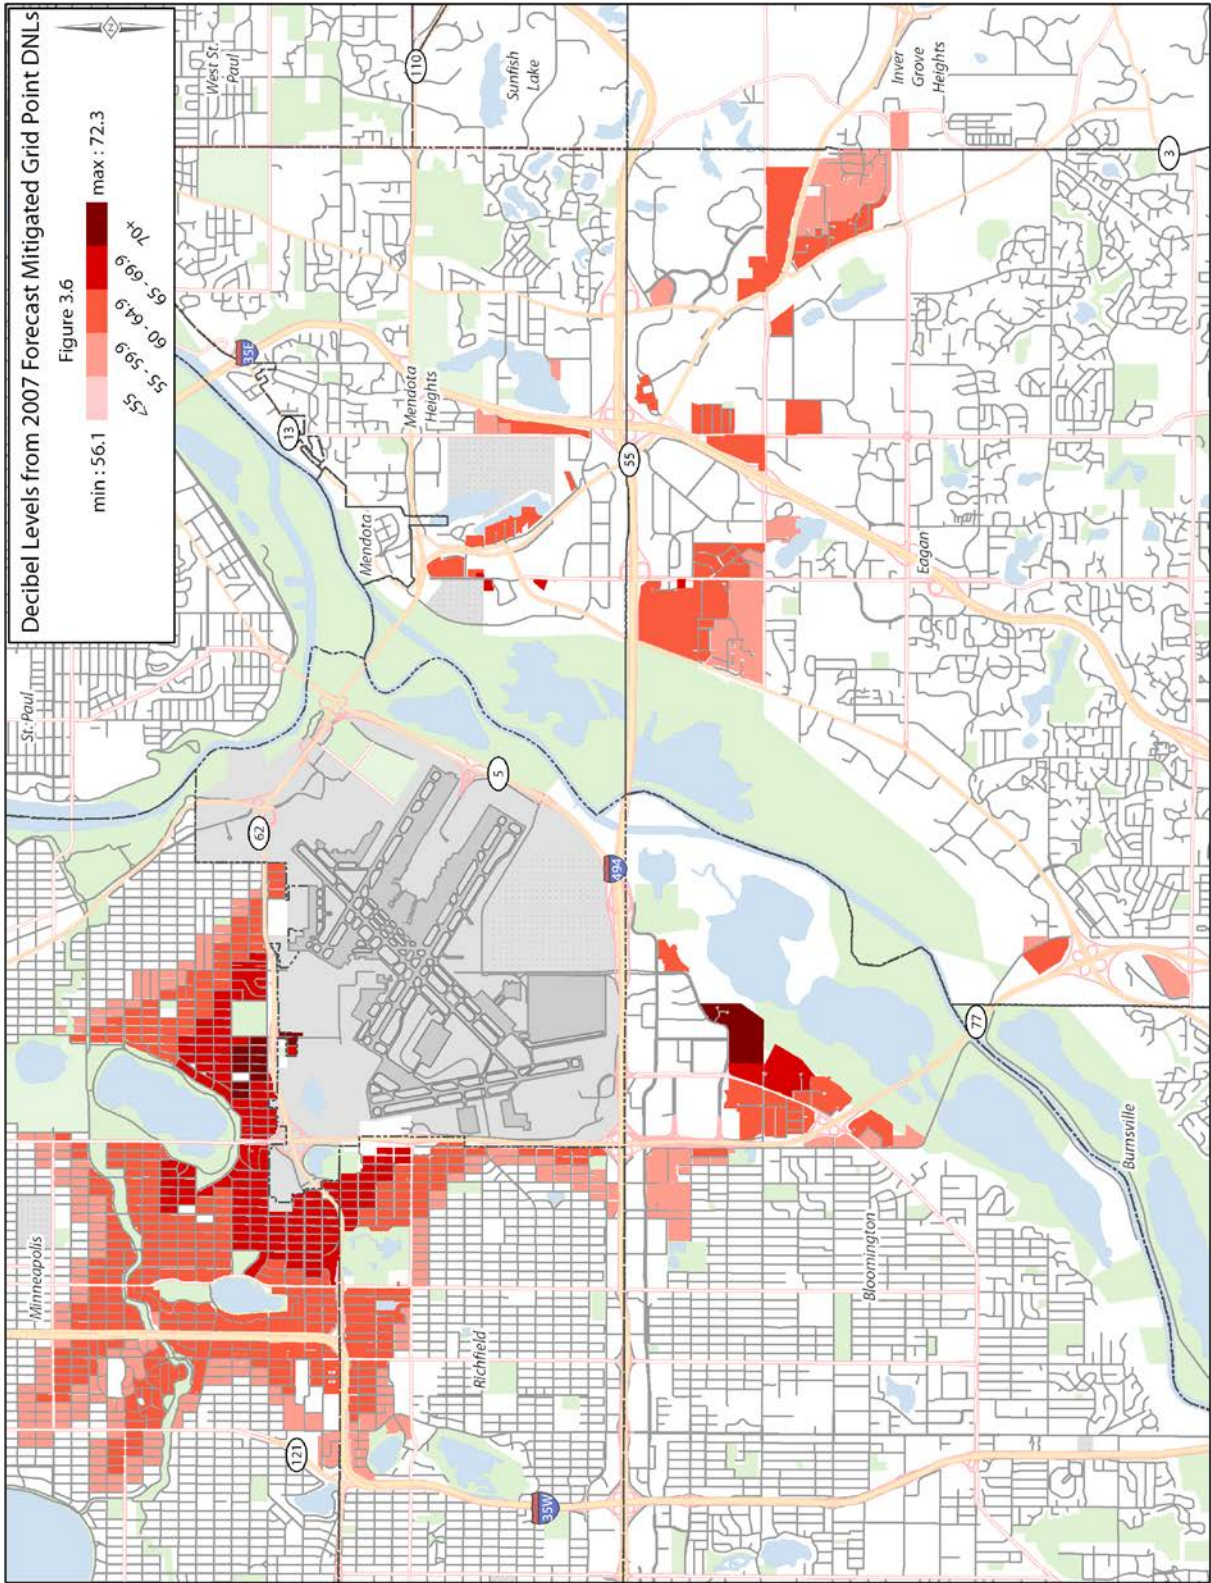 Decibel Levels from 2007 Forecast Mitigated Grid Point DNLs
Figure 3.6
min : 56.1
max : 72.3
<55
55 - 59.9
60 - 64.9
65 - 69.9
70+
N
Minneapolis
St. Paul
West St.
Paul
62
121
13
35E
Mendota
Mendota
Heights
110
Sunfish
Lake
5
Richfield
35W
494
55
Bloomington
Eagan
Inver
Grove
Heights
77
3
Burnsville